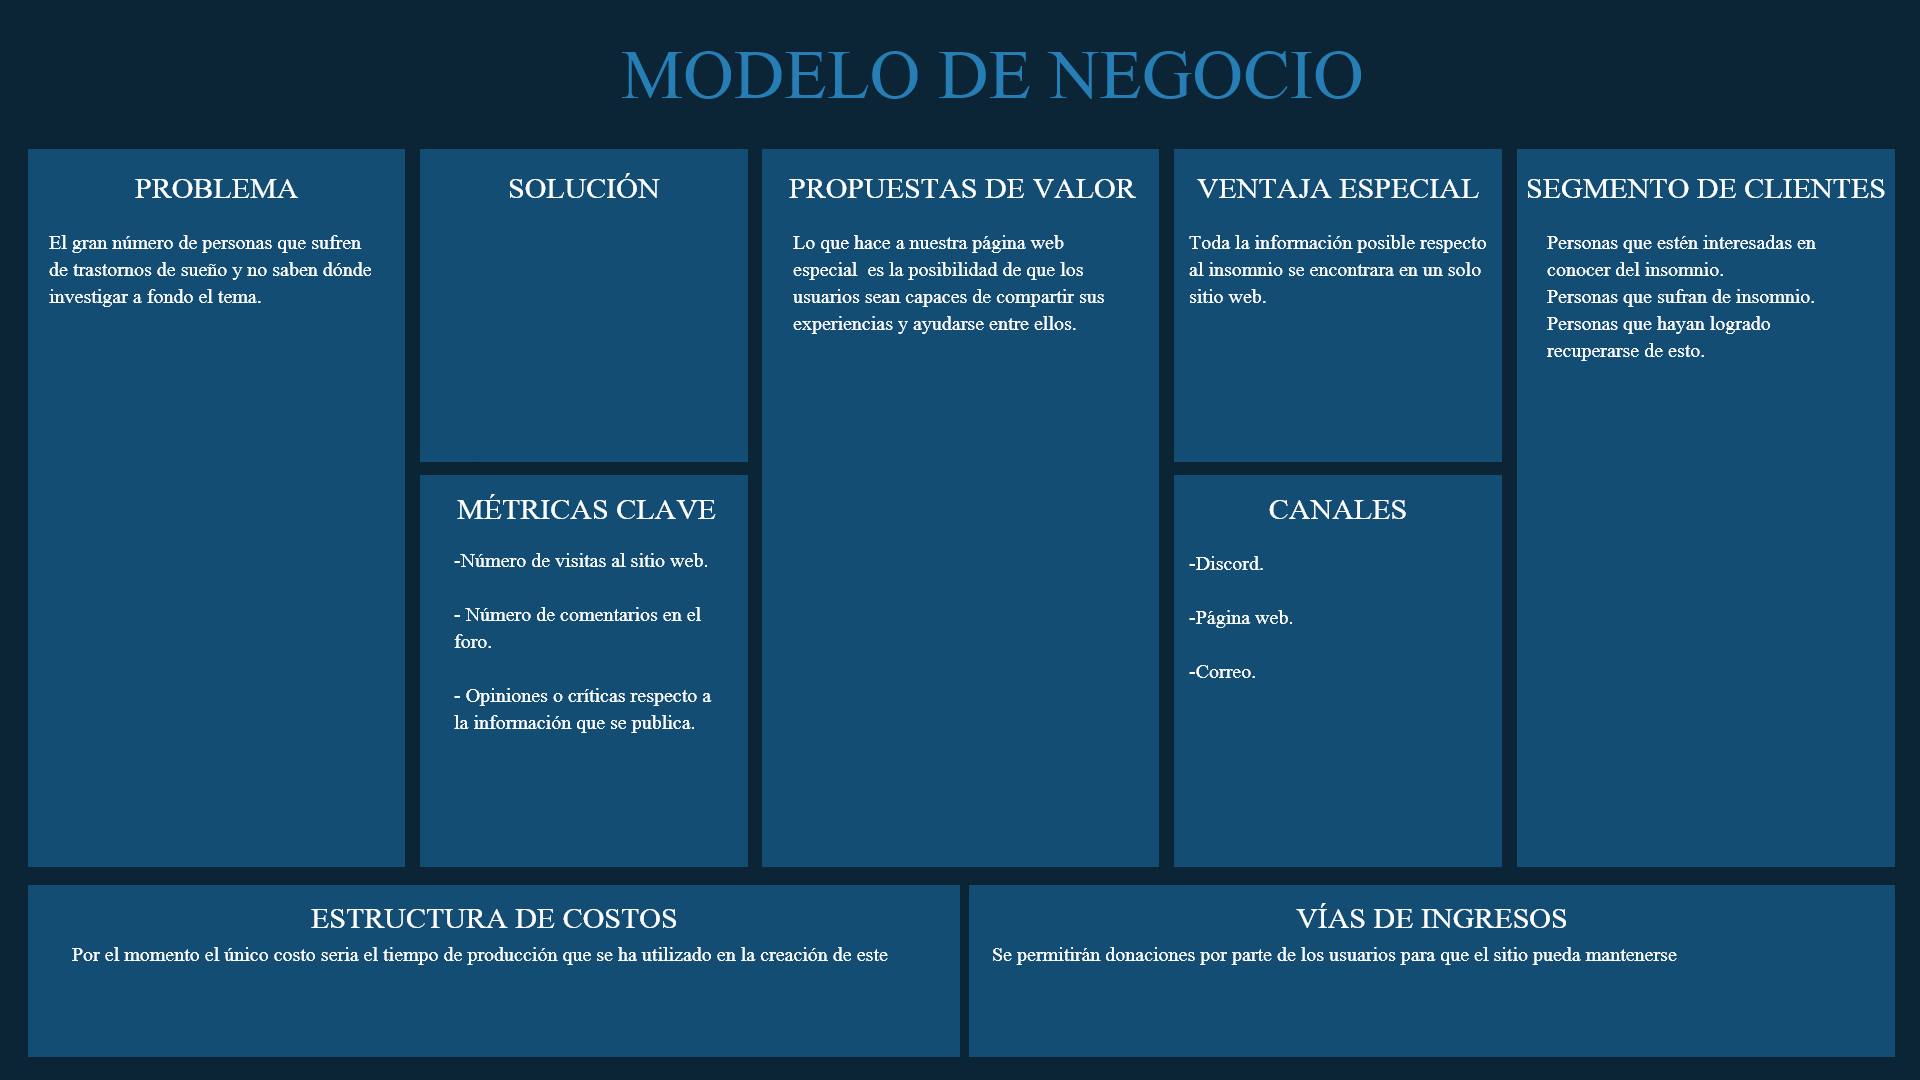 MODELO DE NEGOCIO
PROBLEMA
El gran número de personas que sufren
de trastornos de sueño y no saben dónde
investigar a fondo el tema.
SOLUCIÓN
MÉTRICAS CLAVE
-Número de visitas al sitio web.
- Número de comentarios en el
foro.
- Opiniones o críticas respecto a
la información que se publica.
PROPUESTAS DE VALOR
Lo que hace a nuestra página web
especial  es la posibilidad de que los
usuarios sean capaces de compartir sus
experiencias y ayudarse entre ellos.
VENTAJA ESPECIAL
Toda la información posible respecto
al insomnio se encontrara en un solo
sitio web.
CANALES
-Discord.
-Página web.
-Correo.
SEGMENTO DE CLIENTES
Personas que estén interesadas en
conocer del insomnio.
Personas que sufran de insomnio.
Personas que hayan logrado
recuperarse de esto.
ESTRUCTURA DE COSTOS
Por el momento el único costo seria el tiempo de producción que se ha utilizado en la creación de este
VÍAS DE INGRESOS
Se permitirán donaciones por parte de los usuarios para que el sitio pueda mantenerse